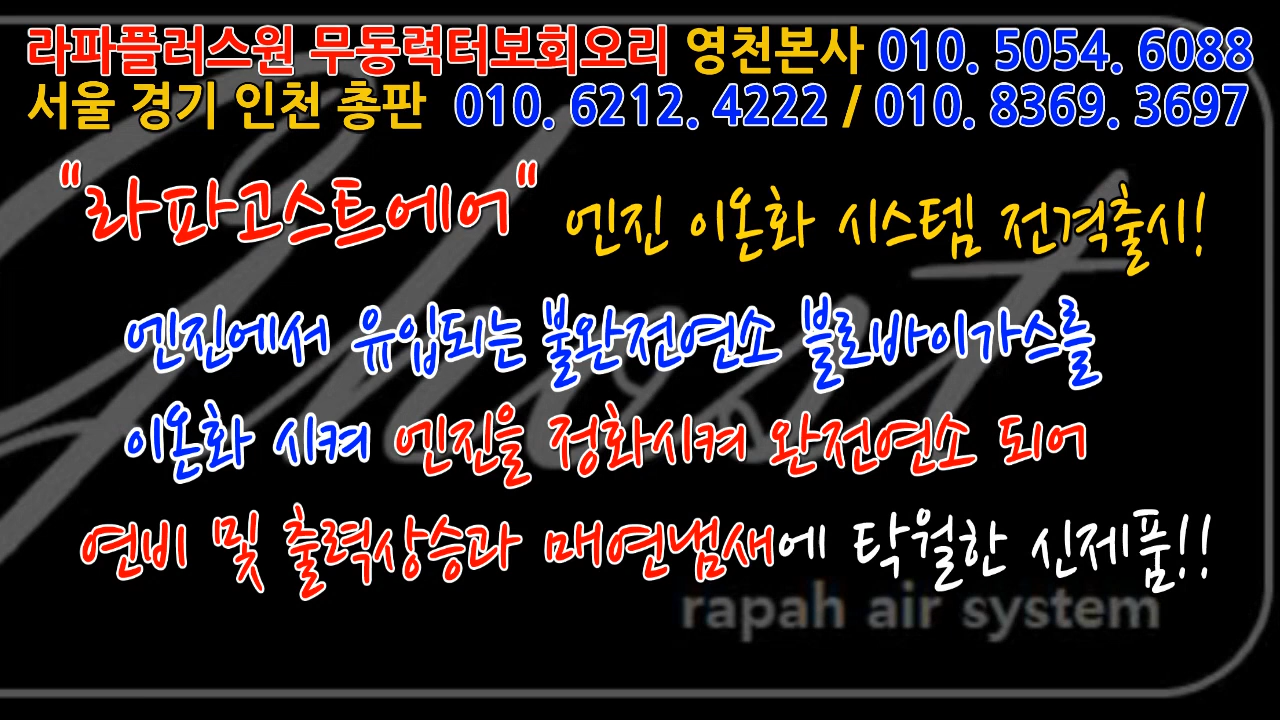 라파플러스원 무동력터보회오리 영천본사 010. 5054. 6088
서울 경기 인천 총판 010. 6212. 4222 / 010. 8369. 3697
"라파고스트에어" 엔진 이온화 시스템 전격출시!
엔진에서 유입되는 불완전연소 블로바이가스를
이온화 시켜 엔진을 정화시켜 완전연소 되어
연비 및 출력상승과 매연냄새에 탁월한 신제품!!
Ghost
rapah air system